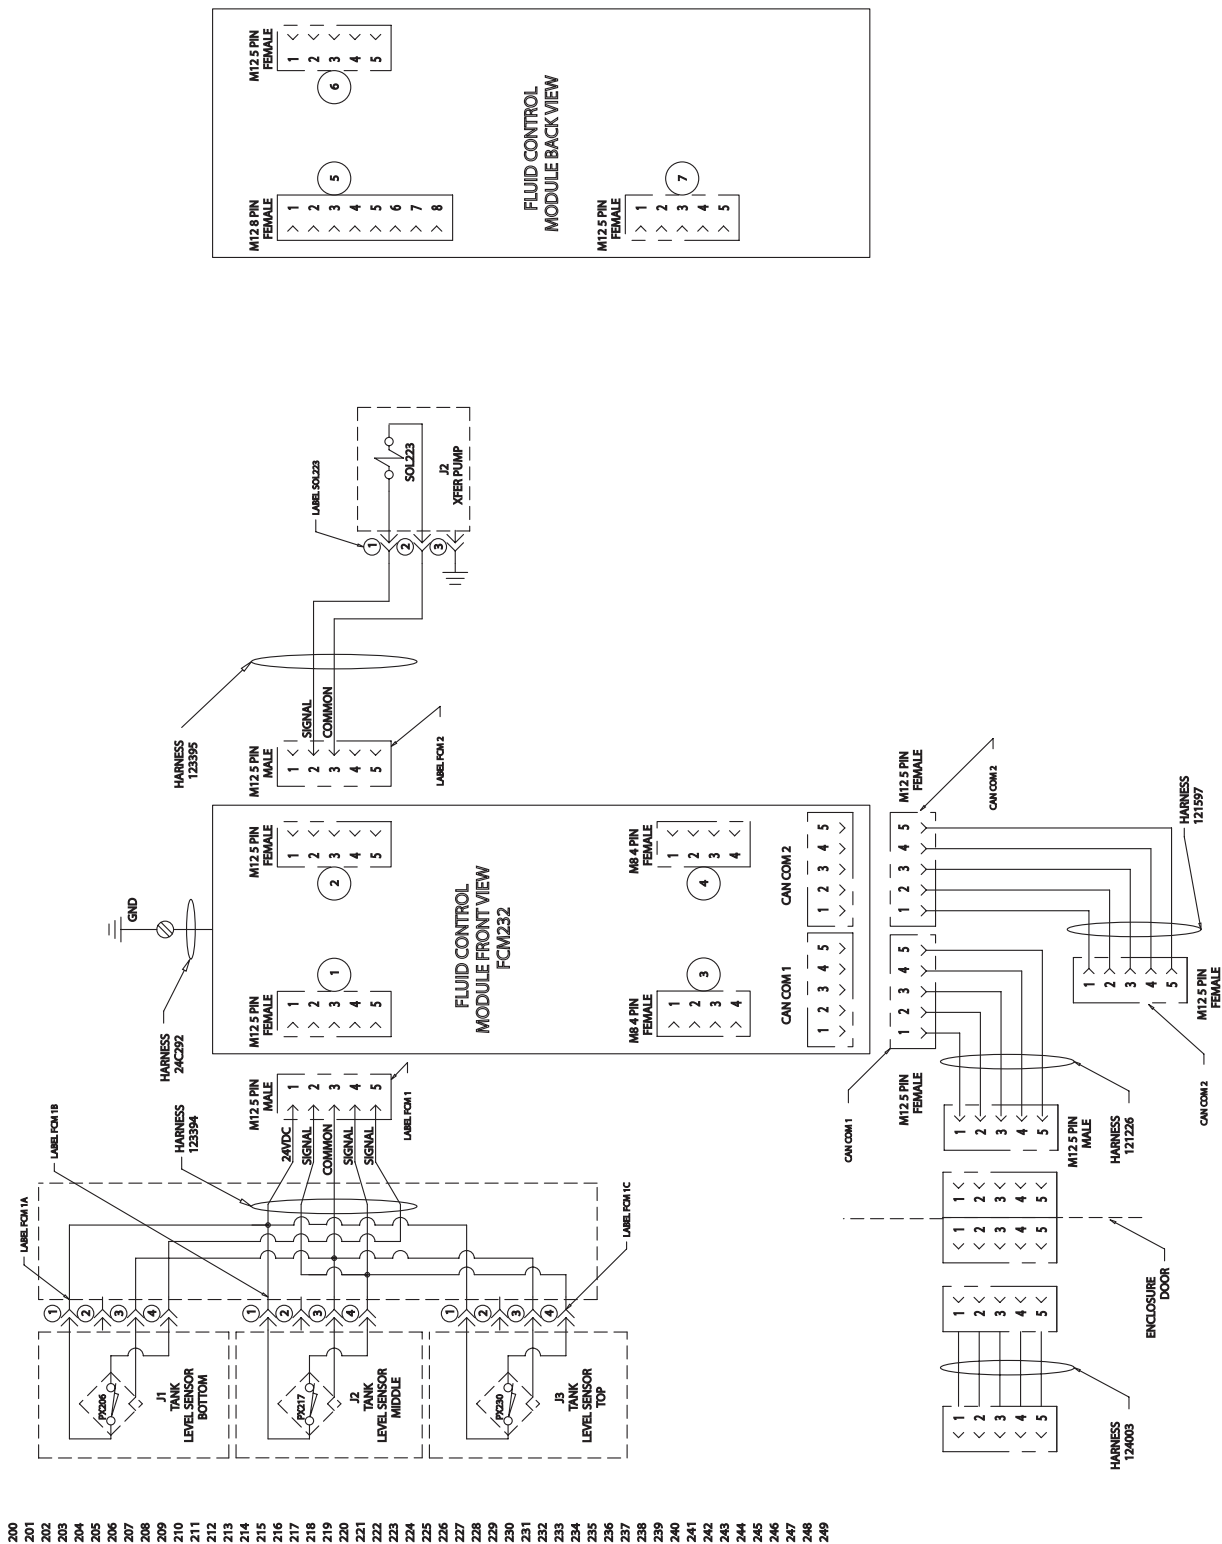 200
201
202
203
204
205
206
207
208
209
210
211
212
213
214
215
216
217
218
219
220
221
222
223
224
225
226
227
228
229
230
231
232
233
234
235
236
237
238
239
240
241
242
243
244
245
246
247
248
249
LABEL FCM 1A
LABEL FCM 1B
HARNESS
123394
LABEL FCM 1C
1
2
3
4
PX206
J1
TANK
LEVEL SENSOR
BOTTOM
1
2
3
4
PX217
J2
TANK
LEVEL SENSOR
MIDDLE
1
2
3
4
PX230
J3
TANK
LEVEL SENSOR
TOP
24VDC
SIGNAL
COMMON
SIGNAL
SIGNAL
M12 5 PIN
MALE
1
2
3
4
5
LABEL FCM 1
HARNESS
24C292
GND
FLUID CONTROL
MODULE FRONT VIEW
FCM232
M12 5 PIN
FEMALE
1
2
3
4
5
1
M12 5 PIN
FEMALE
1
2
3
4
5
2
M8 4 PIN
FEMALE
1
2
3
4
3
M8 4 PIN
FEMALE
1
2
3
4
4
CAN COM 1
1 2 3 4 5
CAN COM 2
1 2 3 4 5
M12 5 PIN
MALE
1
2
3
4
5
LABEL FCM 2
SIGNAL
COMMON
HARNESS
123395
LABEL SOL223
1
2
3
SOL223
J2
XFER PUMP
M12 8 PIN
FEMALE
1
2
3
4
5
6
7
8
5
M12 5 PIN
FEMALE
1
2
3
4
5
6
FLUID CONTROL
MODULE BACK VIEW
M12 5 PIN
FEMALE
1
2
3
4
5
7
CAN COM 1
M12 5 PIN
FEMALE
1 2 3 4 5
M12 5 PIN
FEMALE
1 2 3 4 5
CAN COM 2
HARNESS
121597
1
2
3
4
5
M12 5 PIN
FEMALE
CAN COM 2
1
2
3
4
5
M12 5 PIN
MALE
HARNESS
121226
1
2
3
4
5
1
2
3
4
5
ENCLOSURE
DOOR
1
2
3
4
5
1
2
3
4
5
HARNESS
124003